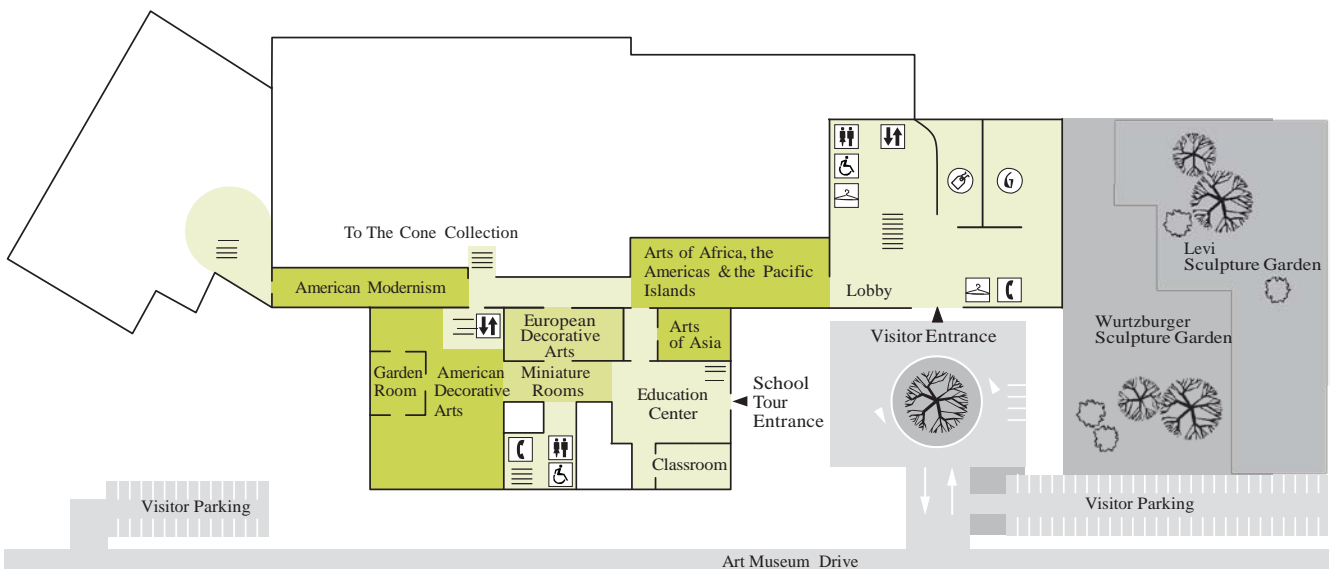 To The Cone Collection
American Modernism
Arts of Africa, the
Americas & the Pacific
Islands
Lobby
G
Levi
Sculpture Garden
Wurtzburger
Sculpture Garden
Visitor Entrance
European
Decorative
Arts
Arts
of Asia
Garden
Room
American
Decorative
Arts
Miniature
Rooms
Education
Center
School
Tour
Entrance
Classroom
Visitor Parking
Visitor Parking
Art Museum Drive